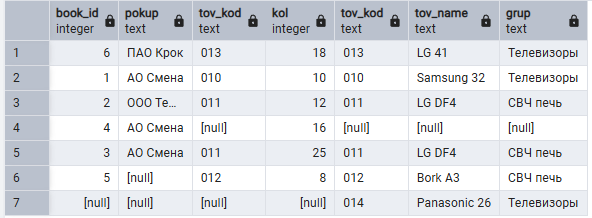 book_id pokup tov_kod kol tov_kod tov_name grup
integer text text integer text text text
1 6 ПАО Крок 013 18 013 LG 41 Телевизоры
2 1 АО Смена 010 10 010 Samsung 32 Телевизоры
3 2 ООО Те... 011 12 011 LG DF4 СВЧ печь
4 4 АО Смена [null] 16 [null] [null] [null]
5 3 АО Смена 011 25 011 LG DF4 СВЧ печь
6 5 [null] 012 8 012 Bork A3 СВЧ печь
7 [null] [null] [null] [null] 014 Panasonic 26 Телевизоры